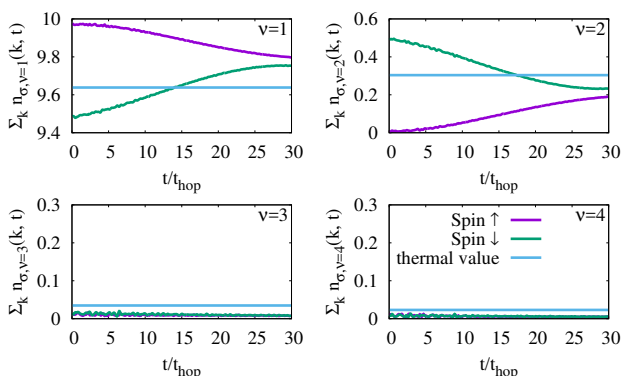 10
9.8
9.6
9.4
Σk nσ,ν=1(k, t)
ν=1
0 5 10 15 20 25 30
t/thop
0.6
0.4
0.2
0
Σk nσ,ν=2(k, t)
ν=2
0 5 10 15 20 25 30
t/thop
0.3
0.2
0.1
0
Σk nσ,ν=3(k, t)
ν=3
0 5 10 15 20 25 30
t/thop
0.3
0.2
0.1
0
Σk nσ,ν=4(k, t)
ν=4
Spin ↑
Spin ↓
thermal value
0 5 10 15 20 25 30
t/thop